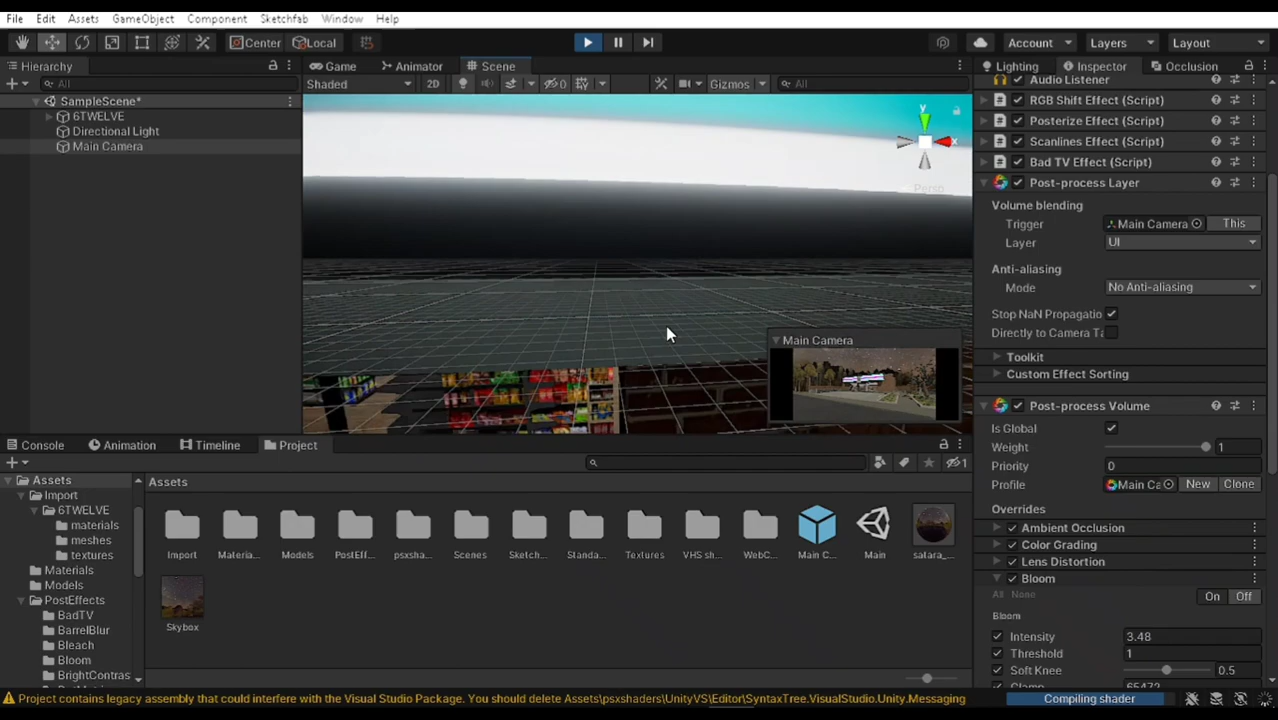 File Edit Assets GameObject Component Sketchfab Window Help
Center Local Account Layers Layout
Hierarchy Game Animator Scene Lighting Inspector Occlusion
All Shaded 2D 0 Gizmos All Audio Listener
SampleScene*
6TWELVE
Directional Light
Main Camera
y
x
Persp
Main Camera
RGB Shift Effect (Script)
Posterize Effect (Script)
Scanlines Effect (Script)
Bad TV Effect (Script)
Post-process Layer
Volume blending
Trigger Main Camera This
Layer UI
Anti-aliasing
Mode No Anti-aliasing
Stop NaN Propagatio
Directly to Camera Ta
Toolkit
Custom Effect Sorting
Post-process Volume
Is Global
Weight 1
Priority 0
Profile Main Ca New Clone
Overrides
Ambient Occlusion
Color Grading
Lens Distortion
Bloom
All None On Off
Bloom
Intensity 3.48
Threshold 1
Soft Knee 0.5
Clamp 65472
Console Animation Timeline Project
1
Assets
Import
6TWELVE
materials
meshes
textures
Materials
Models
PostEffects
BadTV
BarrelBlur
Bleach
Bloom
BrightContras
Assets
Import Materia... Models PostEff... psxsha... Scenes Sketch... Standa... Textures VHS sh... WebC... Main C... Main satara_...
Skybox
Project contains legacy assembly that could interfere with the Visual Studio Package. You should delete Assets\psxshaders\UnityVS\Editor\SyntaxTree.VisualStudio.Unity.Messaging
Compiling shader